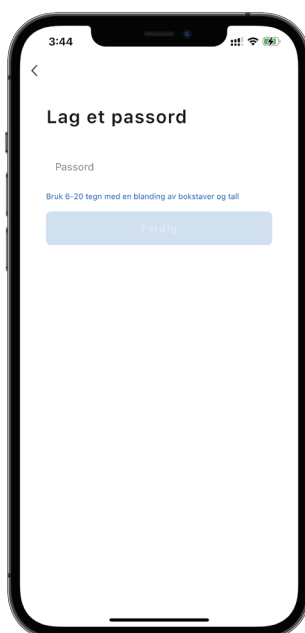 3:44
Lag et passord
Passord
Bruk 6-20 tegn med en blanding av bokstaver og tall
Ferdig